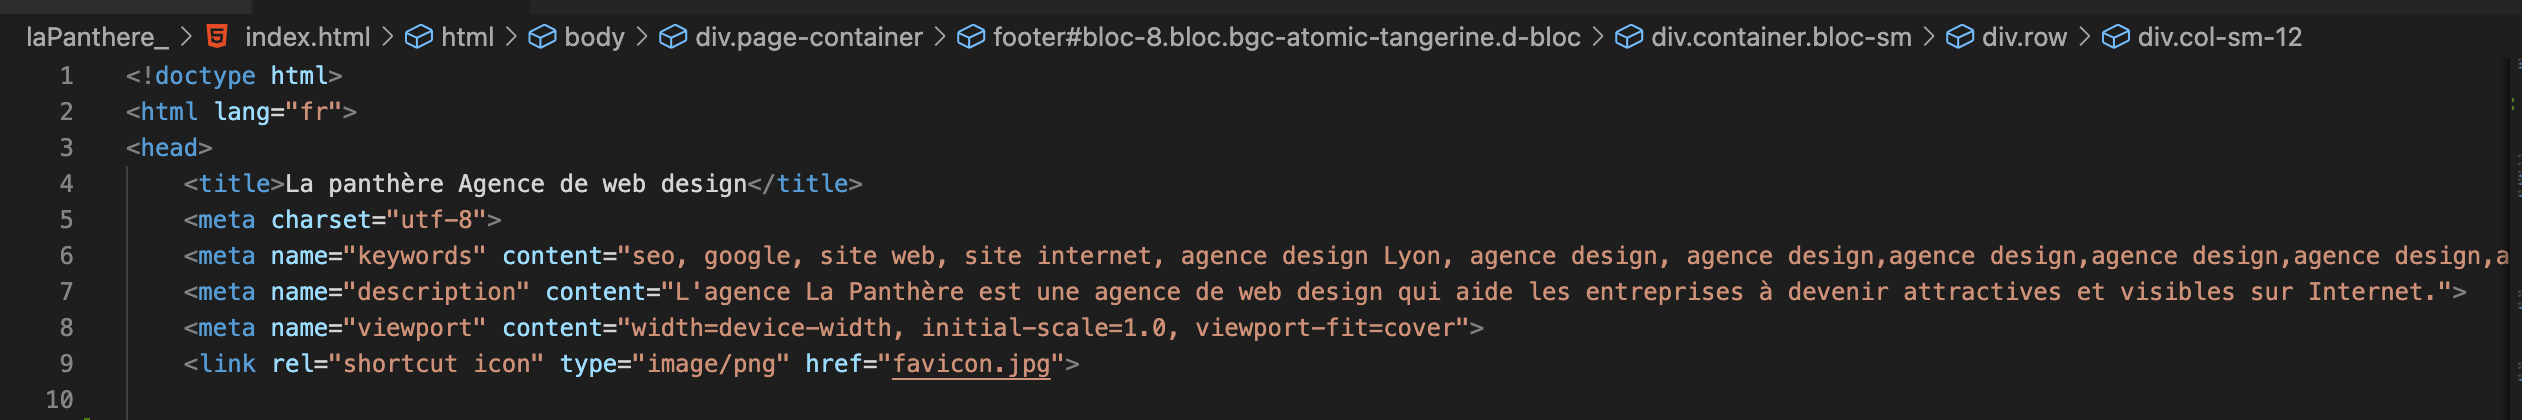 laPanthere_ > index.html > html > body > div.page-container > footer#bloc-8.bloc.bgc-atomic-tangerine.d-bloc > div.container.bloc-sm > div.row > div.col-sm-12
1 <!doctype html>
2 <html lang="fr">
3 <head>
4 <title>La panthère Agence de web design</title>
5 <meta charset="utf-8">
6 <meta name="keywords" content="seo, google, site web, site internet, agence design Lyon, agence design, agence design,agence design,agence design,agence design,a
7 <meta name="description" content="L'agence La Panthère est une agence de web design qui aide les entreprises à devenir attractives et visibles sur Internet.">
8 <meta name="viewport" content="width=device-width, initial-scale=1.0, viewport-fit=cover">
9 <link rel="shortcut icon" type="image/png" href="favicon.jpg">
10